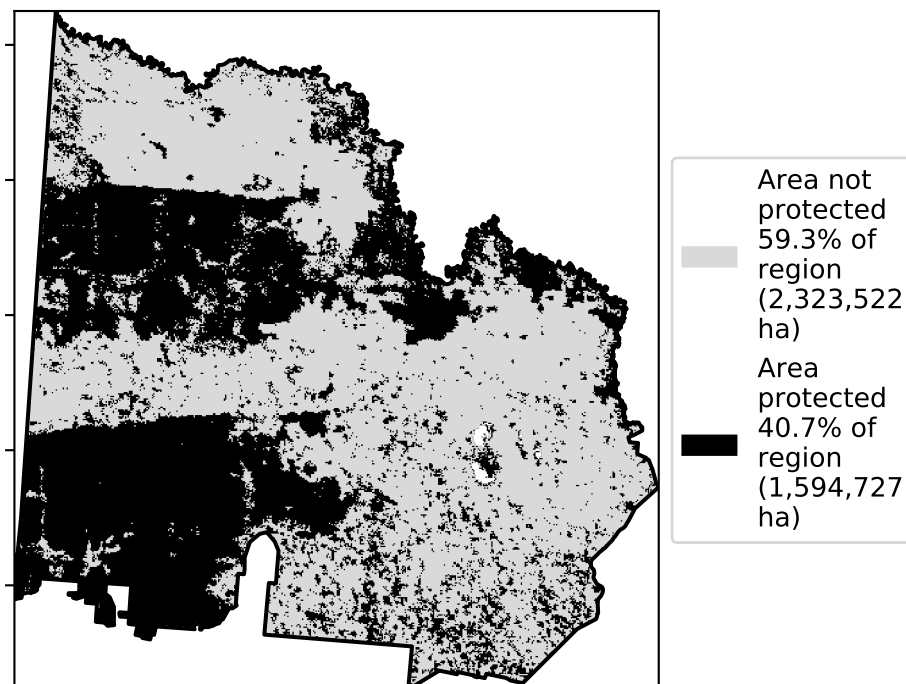 Area not
protected
59.3% of
region
(2,323,522
ha)
Area
protected
40.7% of
region
(1,594,727
ha)